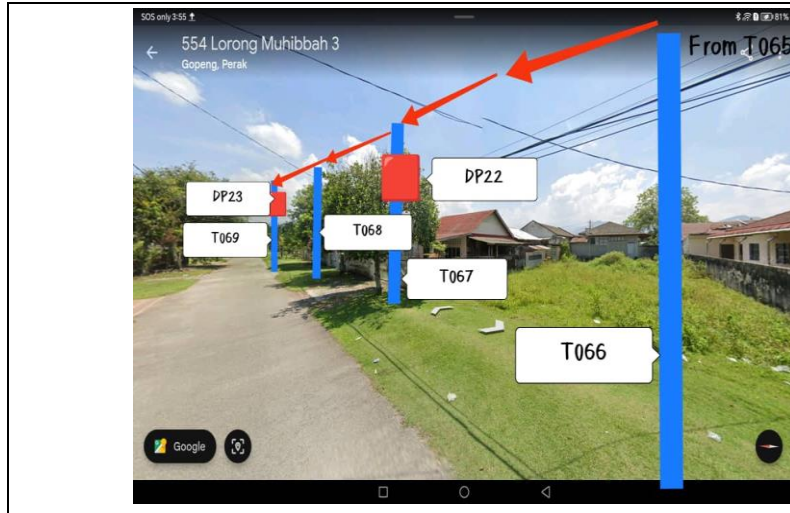 SOS only 3:55
81%
554 Lorong Muhibbah 3
Gopeng, Perak
From T065
DP22
DP23
T069
T068
T067
T066
Google